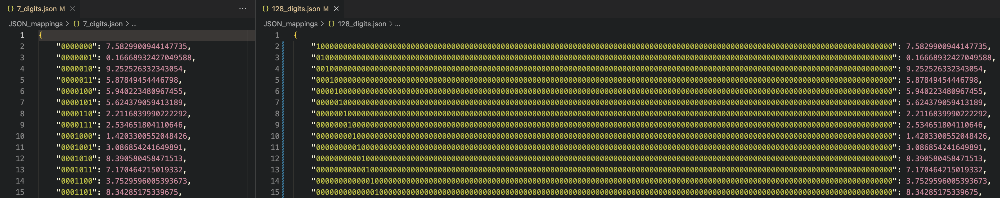 {} 7_digits.json M ×
...
JSON_mappings > {} 7_digits.json > ...
1 {
2 "0000000": 7.5829900944147735,
3 "0000001": 0.16668932427049588,
4 "0000010": 9.252526332343054,
5 "0000011": 5.87849454446798,
6 "0000100": 5.940223480967455,
7 "0000101": 5.624379059413189,
8 "0000110": 2.2116839990222292,
9 "0000111": 2.534651804110646,
10 "0001000": 1.4203300552048426,
11 "0001001": 3.086854241649891,
12 "0001010": 8.390580458471513,
13 "0001011": 7.170464215019332,
14 "0001100": 3.7529596005393673,
15 "0001101": 8.34285175339675,
{} 128_digits.json M ×
JSON_mappings > {} 128_digits.json > ...
1 {
2 "10000000000000000000000000000000000000000000000000000000000000000000000000000000000000000000000000000000000000000000000000000000": 7.5829900944147735,
3 "01000000000000000000000000000000000000000000000000000000000000000000000000000000000000000000000000000000000000000000000000000000": 0.16668932427049588,
4 "00100000000000000000000000000000000000000000000000000000000000000000000000000000000000000000000000000000000000000000000000000000": 9.252526332343054,
5 "00010000000000000000000000000000000000000000000000000000000000000000000000000000000000000000000000000000000000000000000000000000": 5.87849454446798,
6 "00001000000000000000000000000000000000000000000000000000000000000000000000000000000000000000000000000000000000000000000000000000": 5.940223480967455,
7 "00000100000000000000000000000000000000000000000000000000000000000000000000000000000000000000000000000000000000000000000000000000": 5.624379059413189,
8 "00000010000000000000000000000000000000000000000000000000000000000000000000000000000000000000000000000000000000000000000000000000": 2.2116839990222292,
9 "00000001000000000000000000000000000000000000000000000000000000000000000000000000000000000000000000000000000000000000000000000000": 2.534651804110646,
10 "00000000100000000000000000000000000000000000000000000000000000000000000000000000000000000000000000000000000000000000000000000000": 1.4203300552048426,
11 "00000000010000000000000000000000000000000000000000000000000000000000000000000000000000000000000000000000000000000000000000000000": 3.086854241649891,
12 "00000000001000000000000000000000000000000000000000000000000000000000000000000000000000000000000000000000000000000000000000000000": 8.390580458471513,
13 "00000000000100000000000000000000000000000000000000000000000000000000000000000000000000000000000000000000000000000000000000000000": 7.170464215019332,
14 "00000000000010000000000000000000000000000000000000000000000000000000000000000000000000000000000000000000000000000000000000000000": 3.7529596005393673,
15 "00000000000001000000000000000000000000000000000000000000000000000000000000000000000000000000000000000000000000000000000000000000": 8.34285175339675,